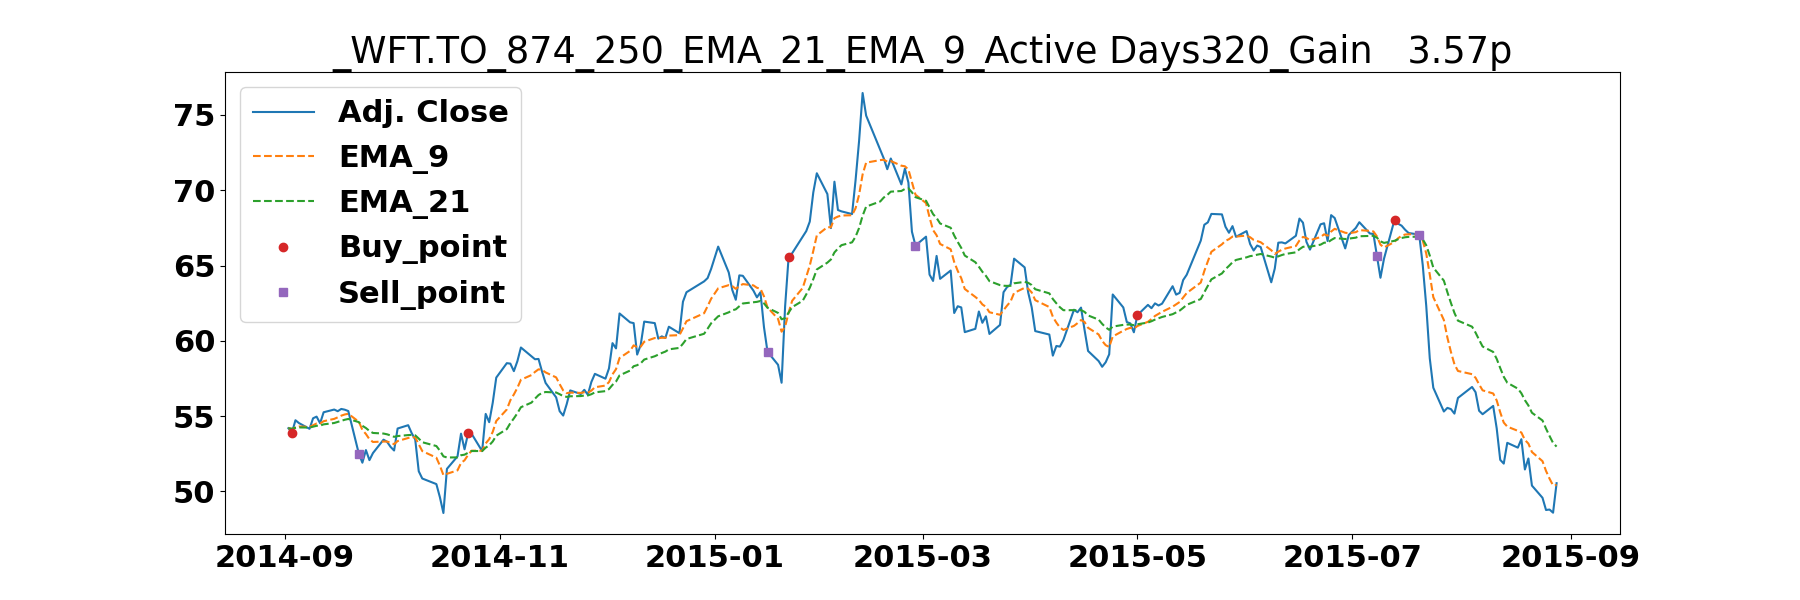 _WFT.TO_874_250_EMA_21_EMA_9_Active Days320_Gain   3.57p
Adj. Close
EMA_9
EMA_21
Buy_point
Sell_point
75
70
65
60
55
50
2014-09 2014-11 2015-01 2015-03 2015-05 2015-07 2015-09